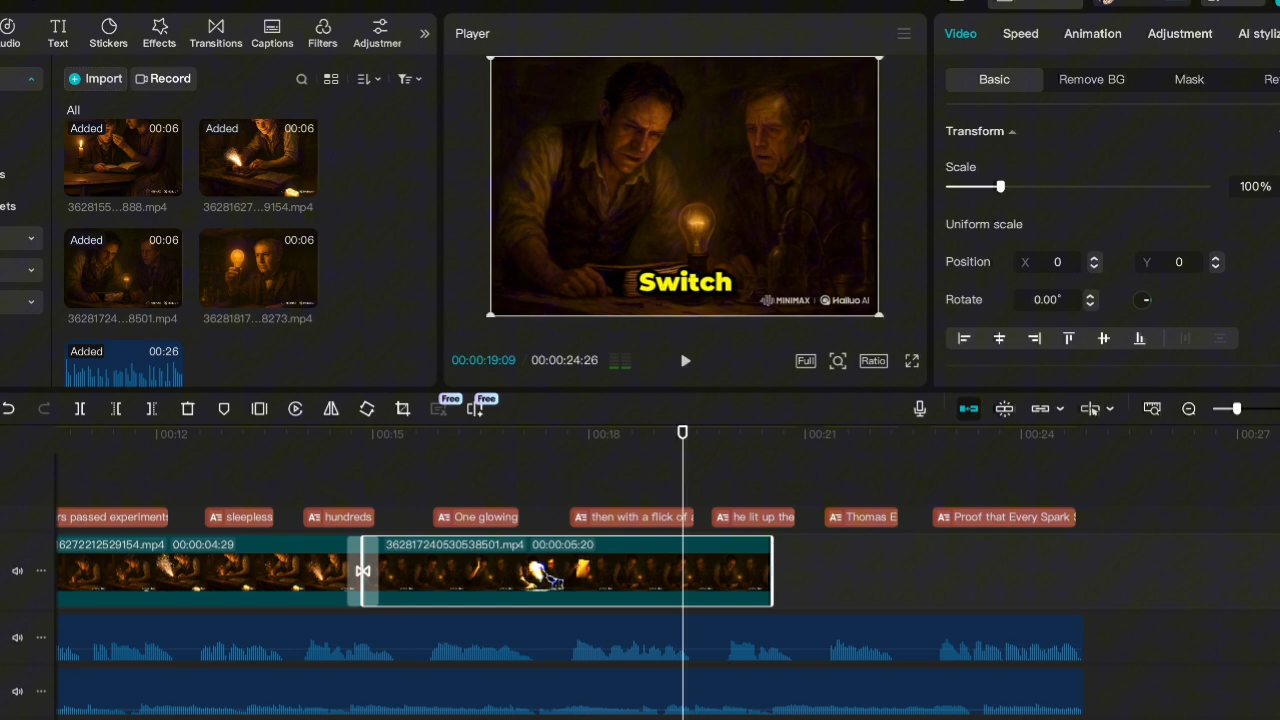 Text
Stickers
Effects
Transitions
Captions
Filters
Import
Record
All
Added 00:06
Added 00:06
3628155...888.mp4
36281627...9154.mp4
Added 00:06
00:06
36281724...8501.mp4
36281817...8273.mp4
Added 00:26
Player
Switch
MINIMAX | Hailuo AI
00:00:19:09 / 00:00:24:26
Full
Ratio
Video Speed Animation Adjustment AI styliz
Basic Remove BG Mask Re
Transform
Scale
100%
Uniform scale
Position X 0 Y 0
Rotate 0.00°
Free Free
00:12 00:15 00:18 00:21 00:24 00:27
rs passed experiments
sleepless
hundreds
One glowing
then with a flick of
he lit up the
Thomas E
Proof that Every Spark
16272212529154.mp4 00:00:04:29
362817240530538501.mp4 00:00:05:20